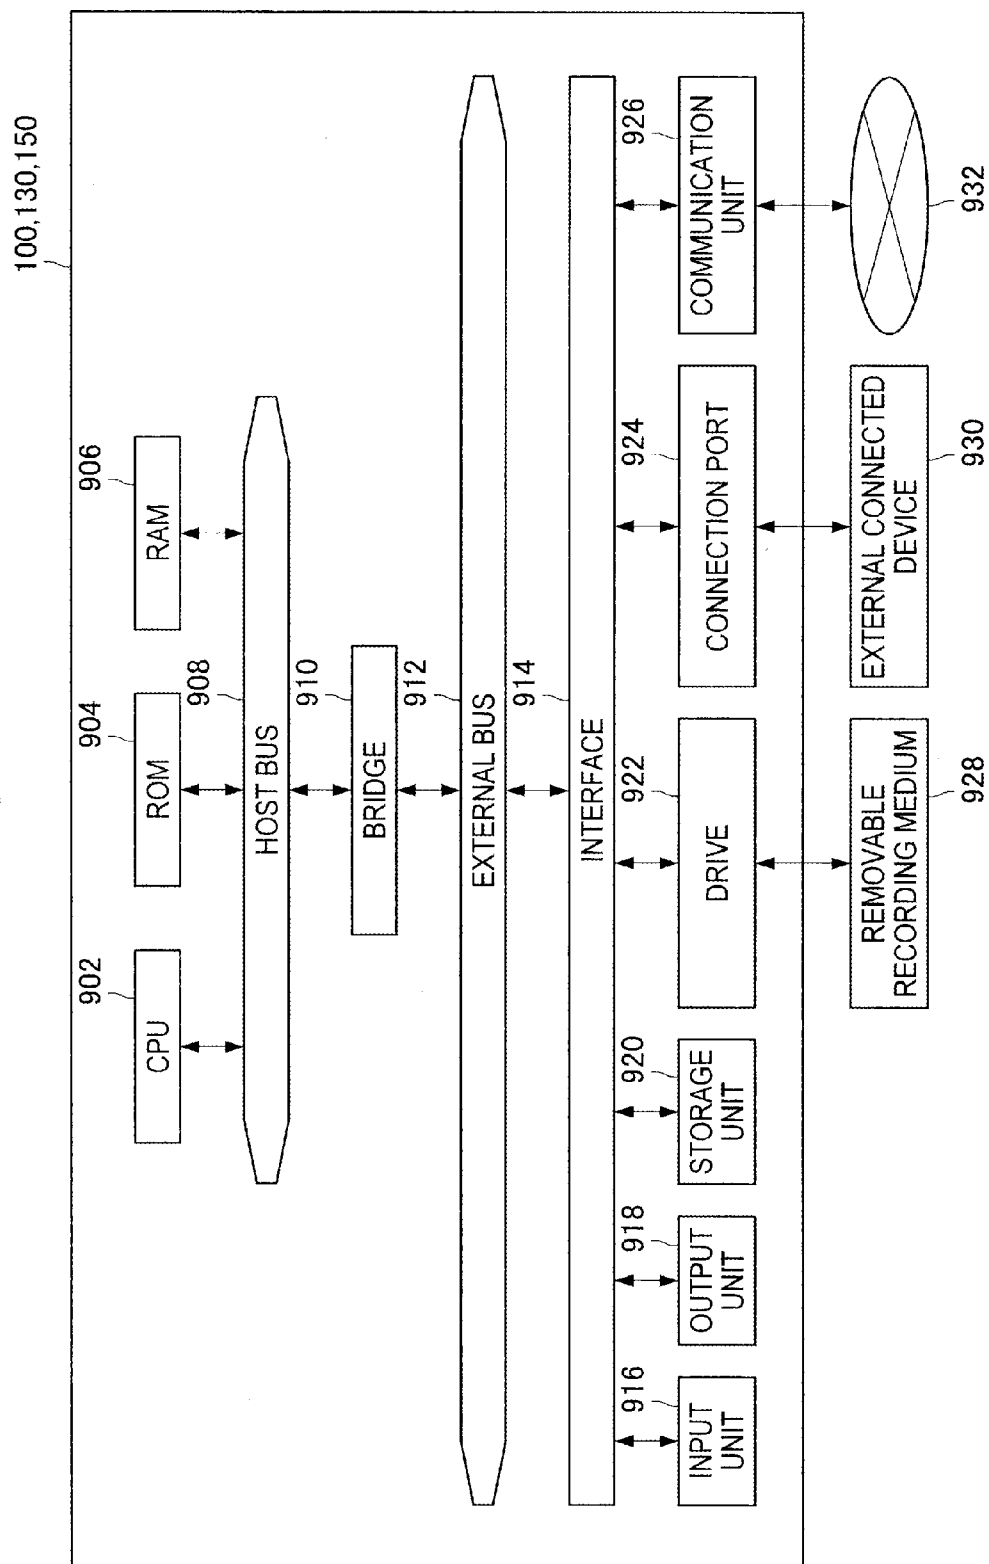 100,130,150
902
904
906
CPU
ROM
RAM
908
HOST BUS
910
BRIDGE
912
EXTERNAL BUS
914
INTERFACE
916
918
920
922
924
926
INPUT
UNIT
OUTPUT
UNIT
STORAGE
UNIT
DRIVE
CONNECTION PORT
COMMUNICATION
UNIT
REMOVABLE
RECORDING MEDIUM
EXTERNAL CONNECTED
DEVICE
928
930
932